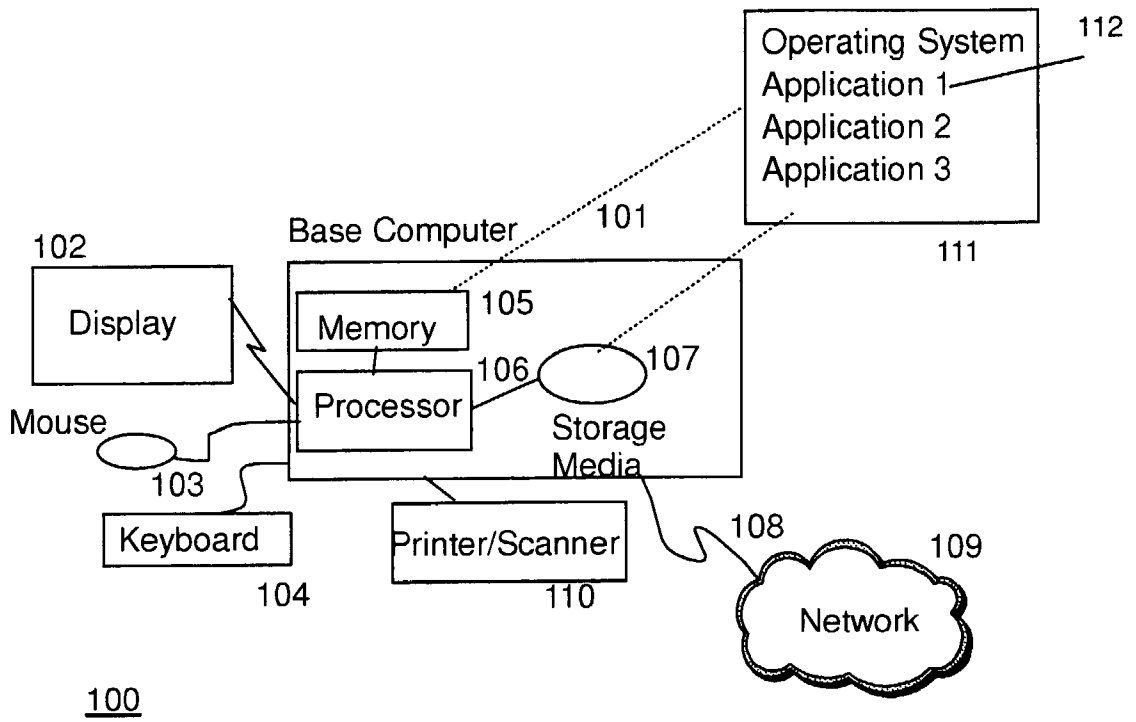 112
Operating System
Application 1
Application 2
Application 3
111
101
Base Computer
102
Display
105
Memory
106
Processor
107
Storage
Media
Mouse
103
Keyboard
104
Printer/Scanner
110
108
109
Network
100